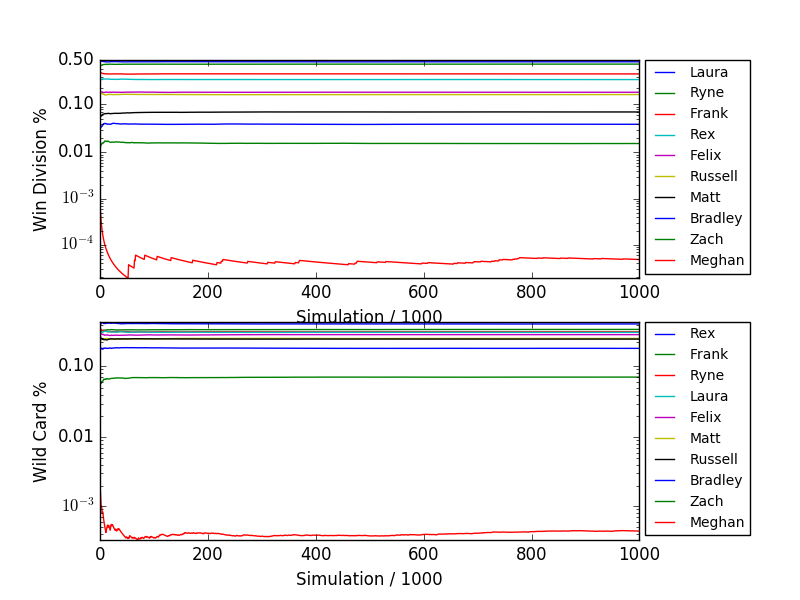 0.50
0.10
0.01
10⁻³
10⁻⁴
Win Division %
0 200 400 600 800 1000
Simulation / 1000
Laura
Ryne
Frank
Rex
Felix
Russell
Matt
Bradley
Zach
Meghan
0.10
0.01
10⁻³
Wild Card %
0 200 400 600 800 1000
Simulation / 1000
Rex
Frank
Ryne
Laura
Felix
Matt
Russell
Bradley
Zach
Meghan